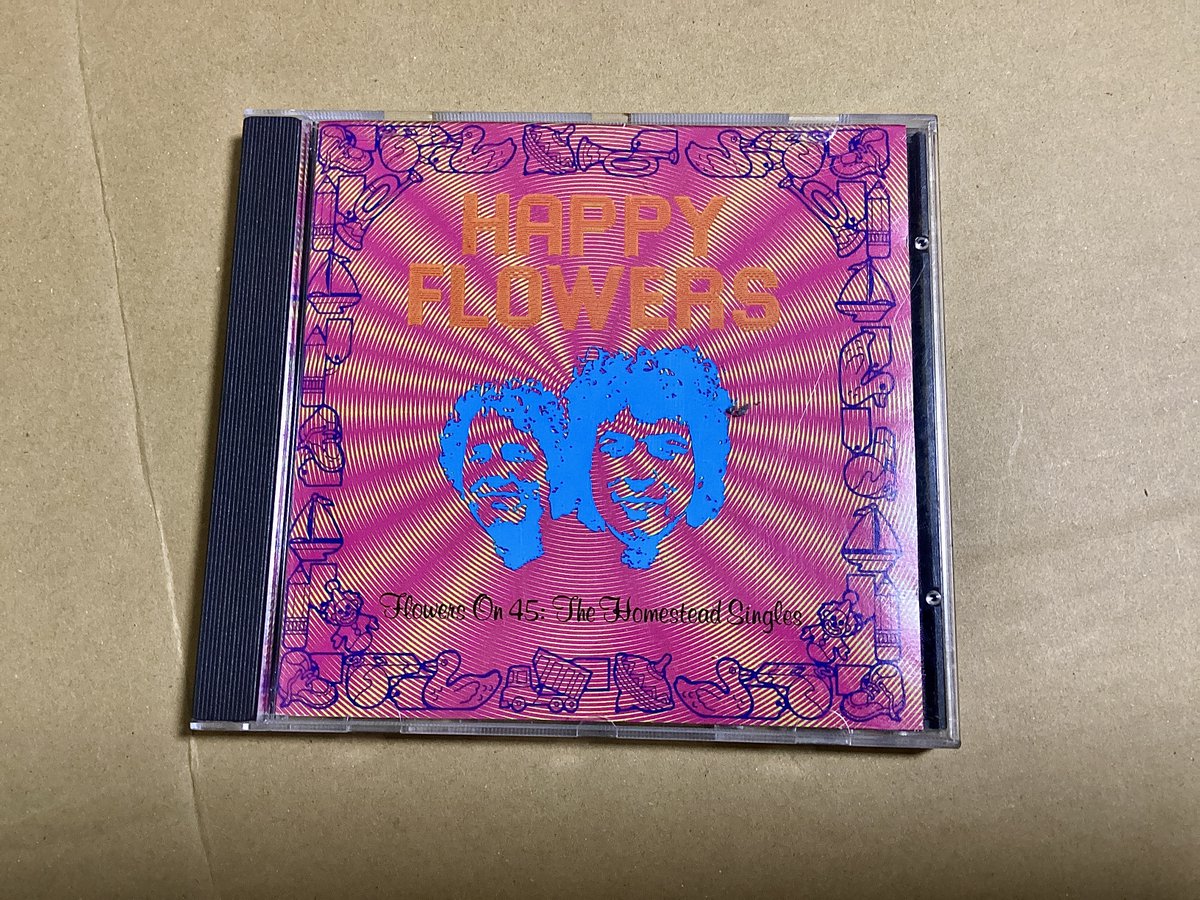 HAPPY
FLOWERS
Flowers On 45: The Homestead Singles